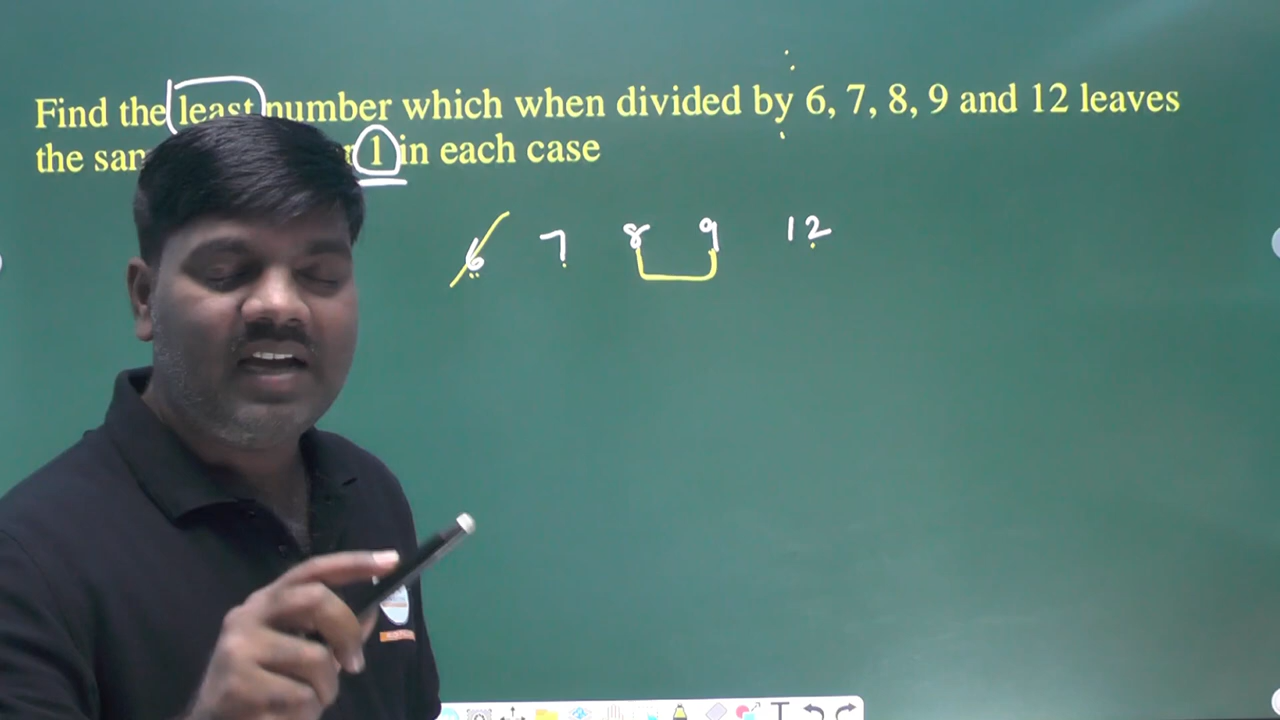 Find the least number which when divided by 6, 7, 8, 9 and 12 leaves
the 1 in each case
6 7 8 9 12
T